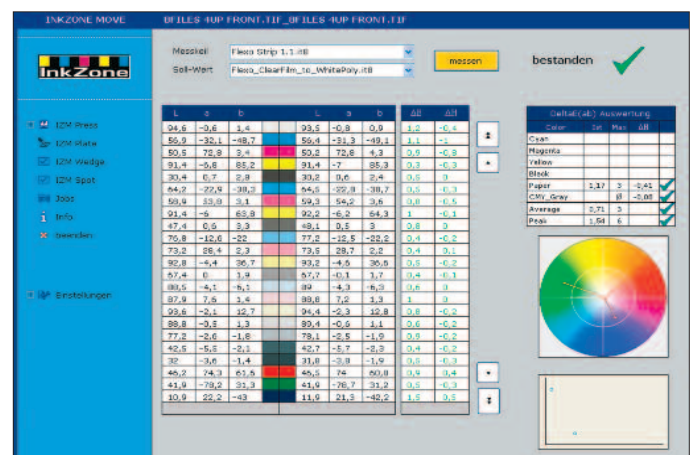 INKZONE MOVE 8FILES 4UP FRONT.TIF_8FILES 4UP FRONT.TIF
InkZone
Messkeil Flexo Strip 1.1.it8 messen bestanden
Soll-Wert Flexo_ClearFilm_to_WhitePoly.it8
IZM Press
IZM Plate
IZM Wedge
IZM Spot
Jobs
Info
beenden
Einstellungen
L a b L a b ΔE ΔH
94,6 -0,6 1,4 93,5 -0,8 0,9 1,2 -0,4
56,9 -32,1 -48,7 56,4 -31,3 -49,1 1,1 -1
50,5 72,8 3,4 50,2 72,8 4,3 0,9 -0,8
91,4 -6,8 85,2 91,4 -7 85,3 0,3 -0,3
30,4 0,7 2,8 30,2 0,6 2,4 0,5 0
64,2 -22,9 -38,3 64,5 -22,8 -38,7 0,5 -0,3
58,9 53,8 3,1 59,3 54,2 3,6 0,8 -0,5
91,4 -6 63,8 92,2 -6,2 64,3 1 -0,1
47,4 0,6 3,3 48,1 0,5 3 0,8 0
76,8 -12,6 -22 77,2 -12,5 -22,2 0,4 -0,2
73,2 28,4 2,3 73,5 28,7 2,2 0,4 0,1
92,8 -4,4 36,7 93,2 -4,6 36,6 0,5 -0,2
67,4 0 1,9 67,7 -0,1 1,7 0,4 -0,1
88,5 -4,1 -6,1 89 -4,3 -6,3 0,6 0
87,9 7,6 1,4 88,8 7,2 1,3 1 0
93,6 -2,1 12,7 94,4 -2,3 12,8 0,8 -0,2
88,8 -0,5 1,3 89,4 -0,6 1,1 0,6 -0,2
77,2 -2,6 -1,8 78,1 -2,5 -1,9 0,9 -0,2
42,5 -5,5 -2,1 42,7 -5,7 -2,3 0,4 -0,2
32 -3,6 -1,4 31,8 -3,8 -1,9 0,5 -0,3
46,2 74,3 61,6 46,5 74 60,8 0,9 0,4
41,9 -78,2 31,3 41,9 -78,7 31,2 0,5 -0,3
10,9 22,2 -43 11,9 21,3 -42,2 1,5 0,5
DeltaE(ab) Auswertung
Color Ist Max ΔH
Cyan
Magenta
Yellow
Black
Paper 1,17 3 -0,41
CMY_Gray Ø -0,08
Average 0,71 3
Peak 1,54 6